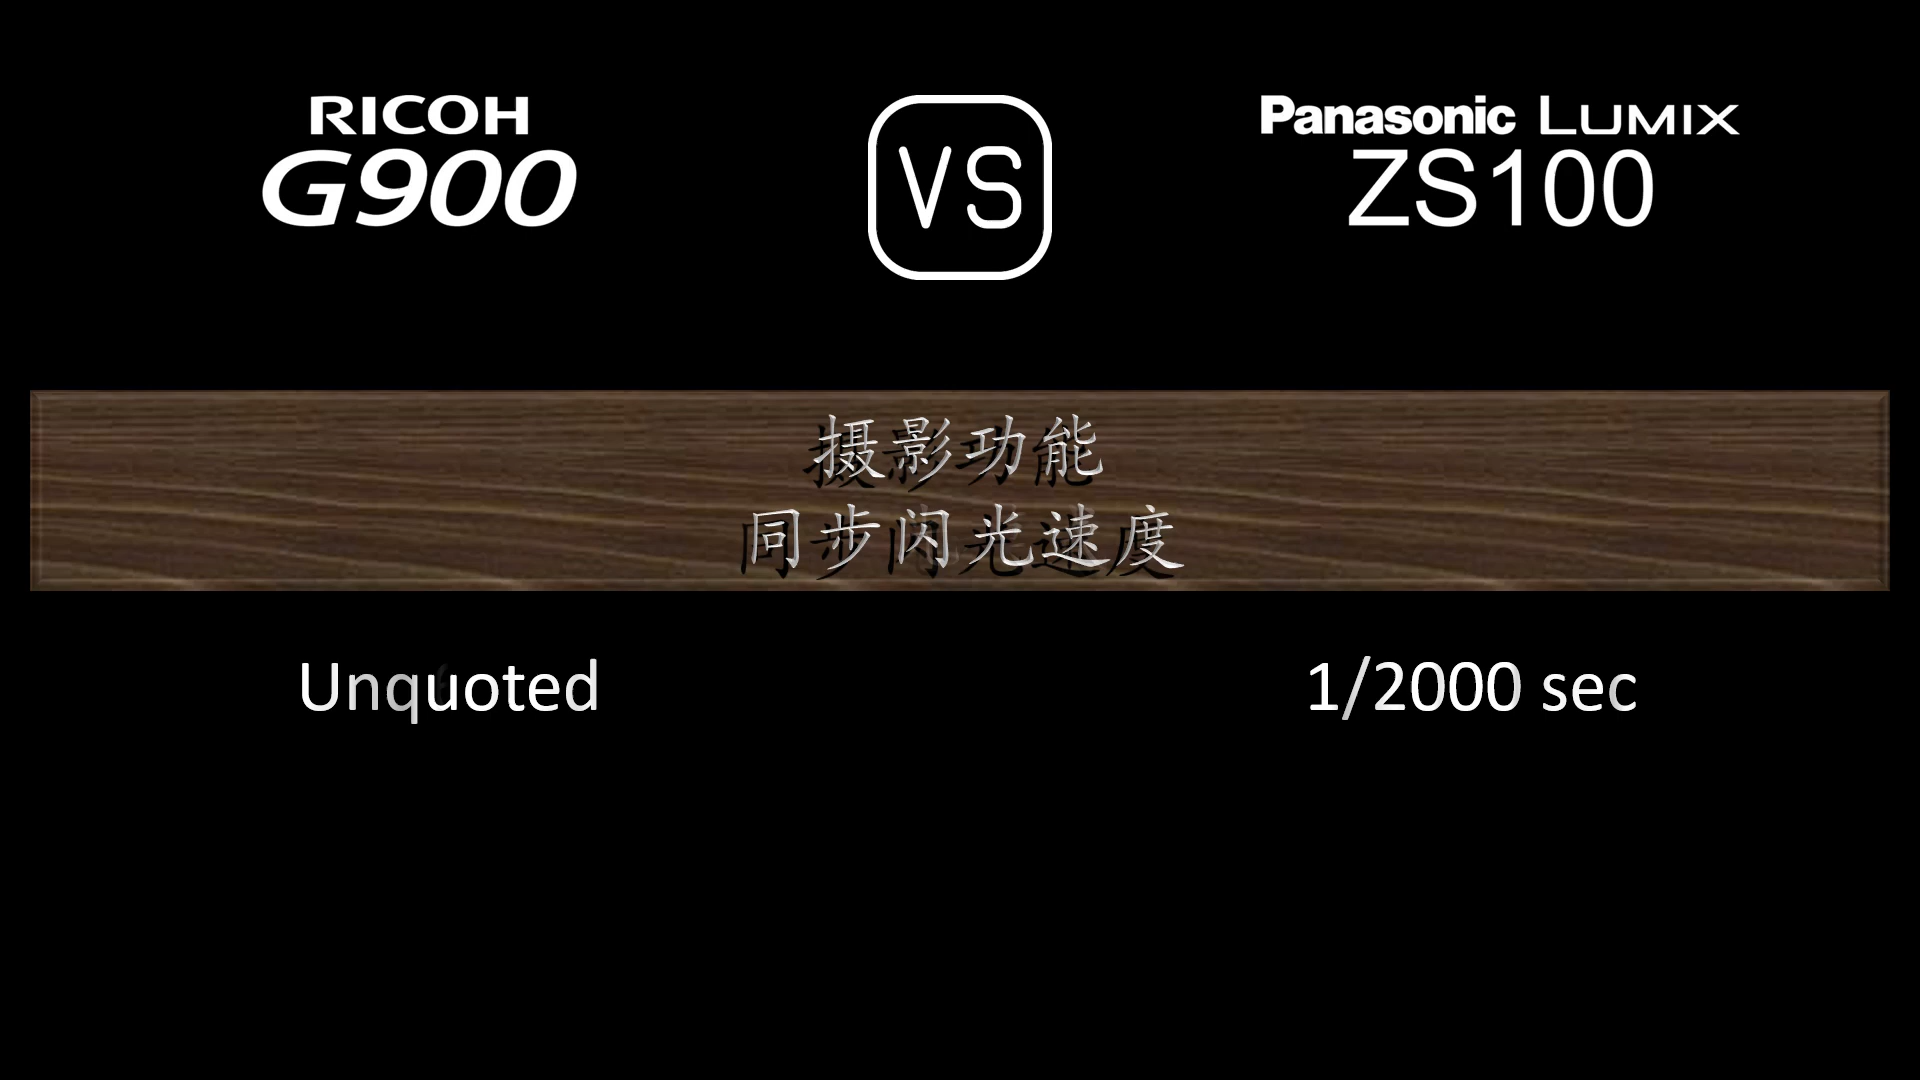 RICOH
G900
VS
Panasonic LUMIX
ZS100
摄影功能
同步闪光速度
Unquoted
1/2000 sec